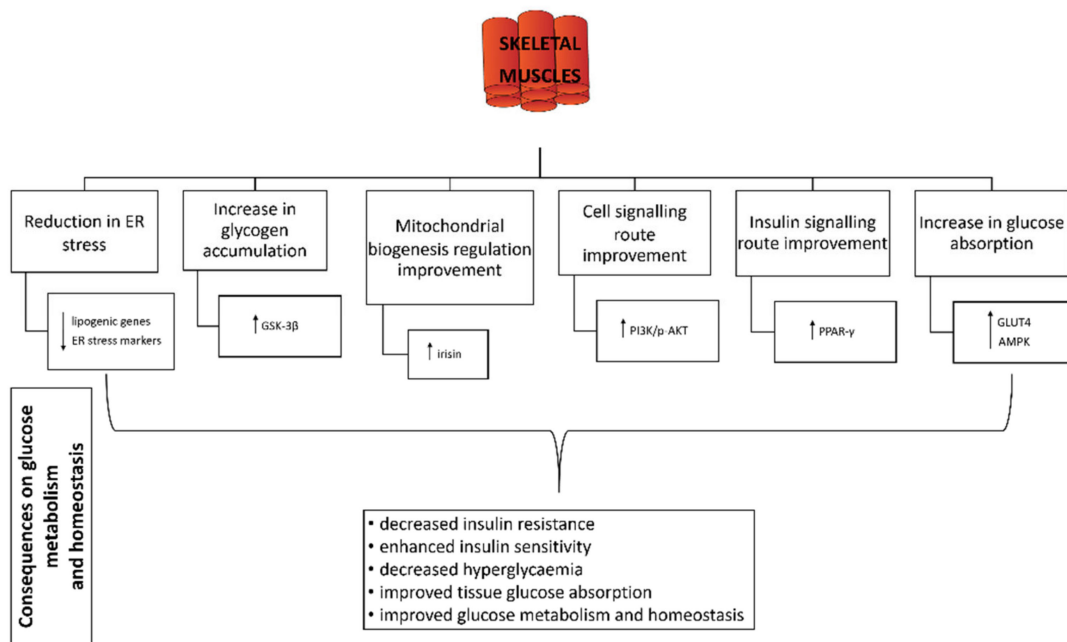 SKELETAL
MUSCLES
Reduction in ER
stress
Increase in
glycogen
accumulation
Mitochondrial
biogenesis regulation
improvement
Cell signalling
route
improvement
Insulin signalling
route improvement
Increase in glucose
absorption
lipogenic genes
ER stress markers
GSK-3β
irisin
PI3K/p-AKT
PPAR-γ
GLUT4
AMPK
Consequences on glucose
metabolism
and homeostasis
• decreased insulin resistance
• enhanced insulin sensitivity
• decreased hyperglycaemia
• improved tissue glucose absorption
• improved glucose metabolism and homeostasis